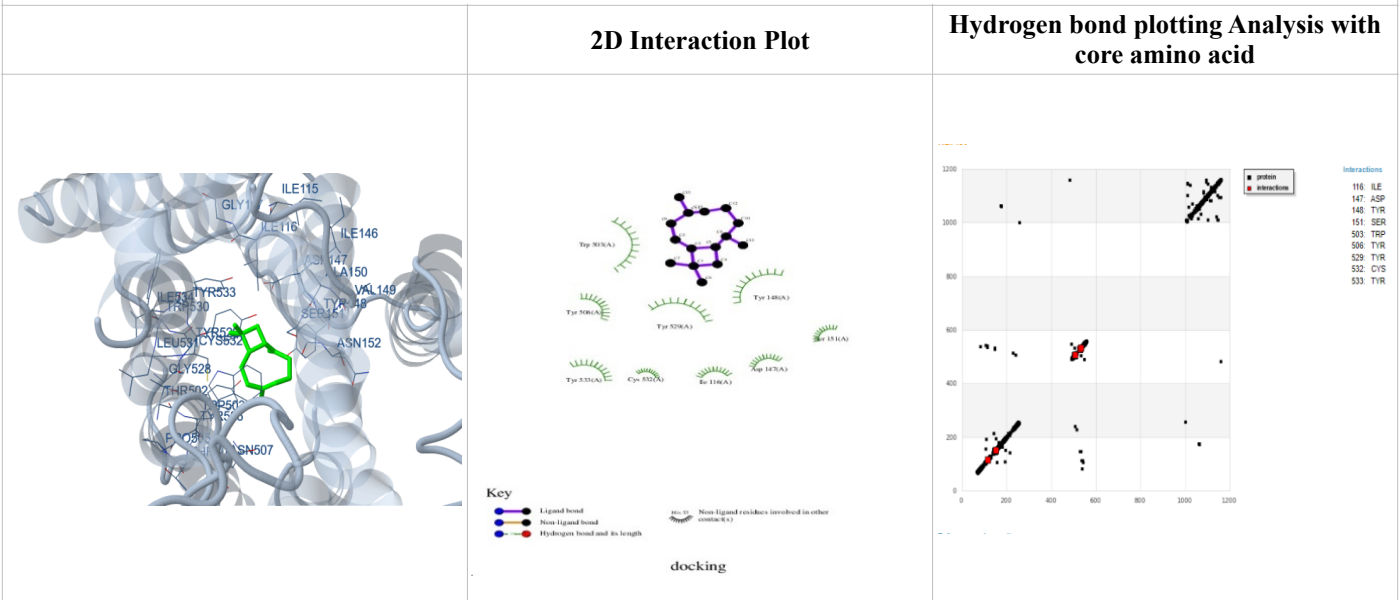 2D Interaction Plot
Hydrogen bond plotting Analysis with
core amino acid
ILE115
ILE116
ILE146
VAL149
SER151
ASN152
TYR533
CYS532
LEU531
GLY528
THR502
ASN507
Trp 503(A)
Tyr 148(A)
Tyr 506(A)
Tyr 529(A)
Tyr 533(A)
Cys 532(A)
Ile 116(A)
Asp 147(A)
Key
Ligand bond
Non-ligand bond
Hydrogen bond and its length
Non-ligand residues involved in other
contact(s)
docking
protein
interactions
Interactions
116: ILE
147: ASP
148: TYR
151: SER
503: TRP
506: TYR
529: TYR
532: CYS
533: TYR
1200
1000
800
600
400
200
0
0 200 400 600 800 1000 1200